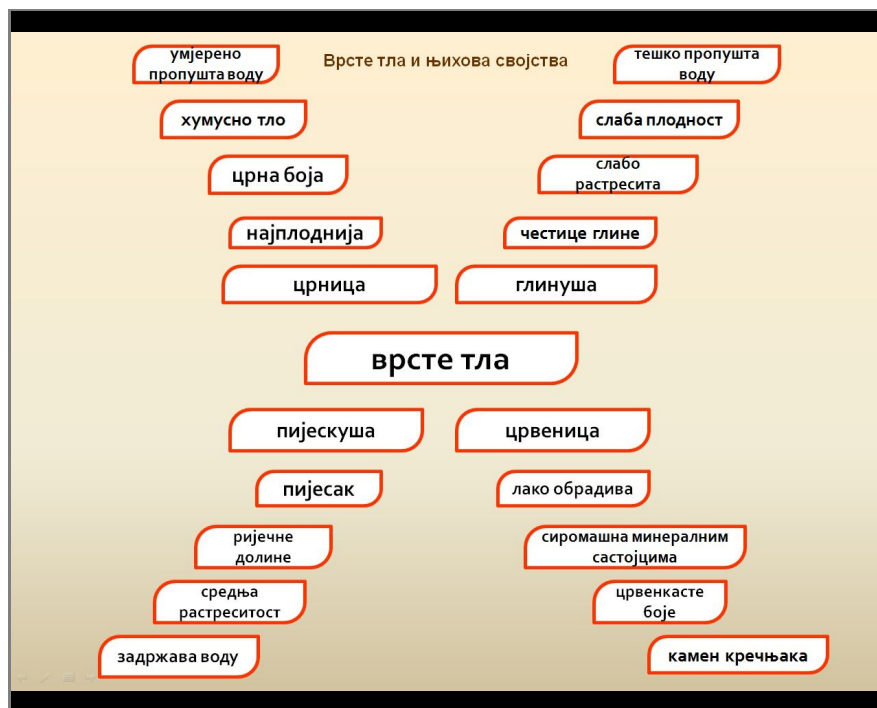 Врсте тла и њихова својства
умјерено
пропушта воду
хумусно тло
црна боја
најплоднија
црница
тешко пропушта
воду
слаба плодност
слабо
растресита
честице глине
глинуша
врсте тла
пијескуша
пијесак
ријечне
долине
средња
растреситост
задржава воду
црвеница
лако обрадива
сиромашна минералним
састојцима
црвенкасте
боје
камен кречњака